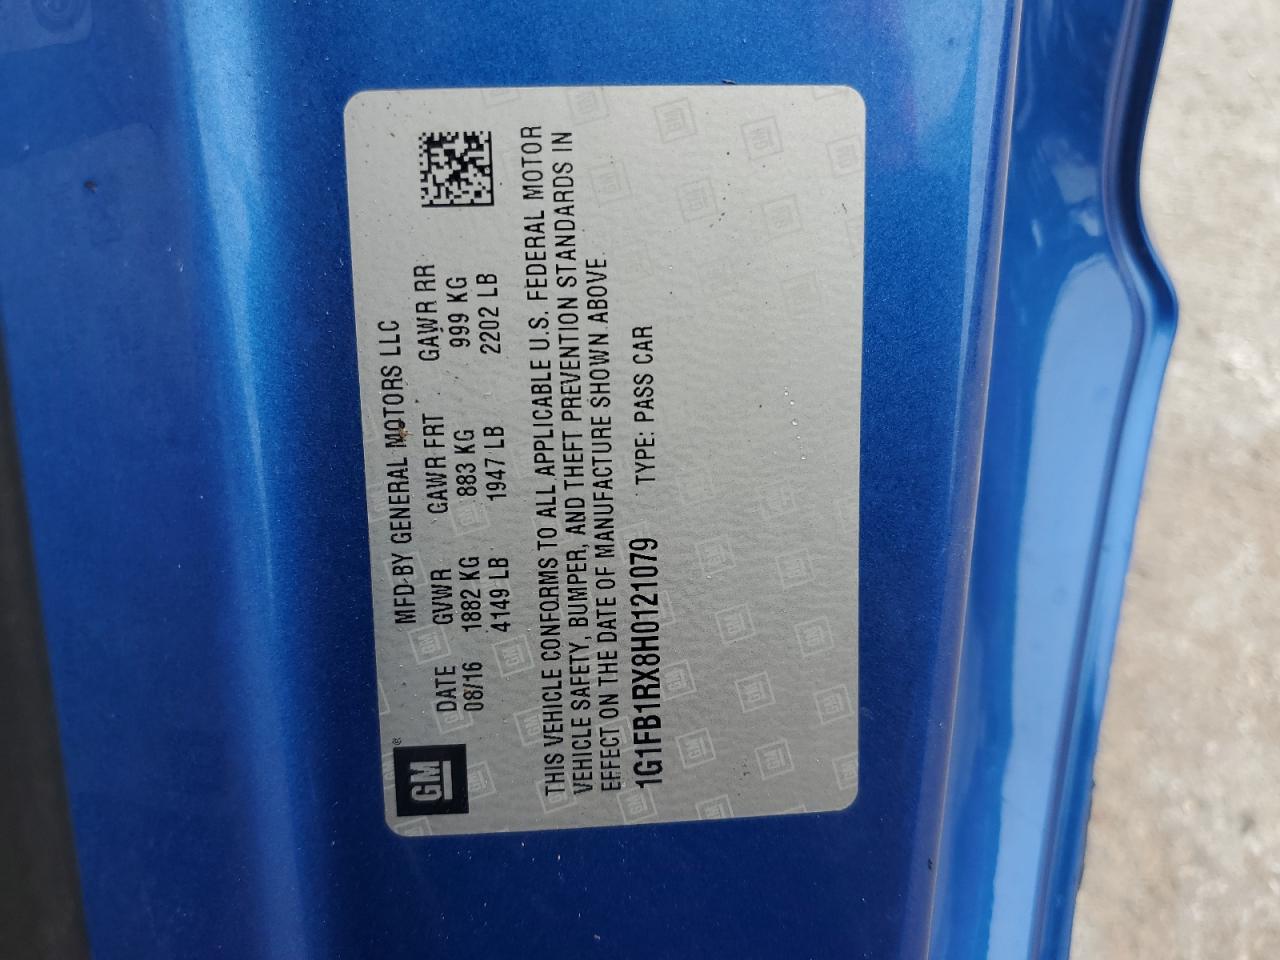 MFD BY GENERAL MOTORS LLC
DATE GVWR GAWR FRT GAWR RR
08/16 1882 KG 883 KG 999 KG
4149 LB 1947 LB 2202 LB
GM®
THIS VEHICLE CONFORMS TO ALL APPLICABLE U.S. FEDERAL MOTOR
VEHICLE SAFETY, BUMPER, AND THEFT PREVENTION STANDARDS IN
EFFECT ON THE DATE OF MANUFACTURE SHOWN ABOVE.
1G1FB1RX8H0121079 TYPE: PASS CAR